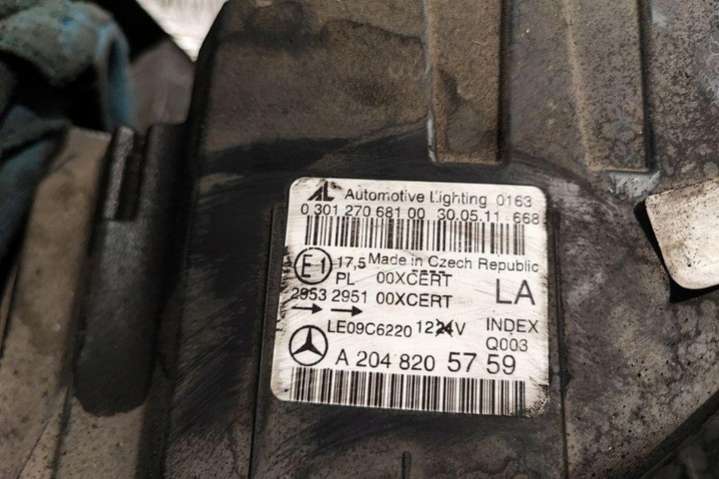 AL Automotive Lighting 0163
0 301 270 681 00 30.05.11 668
E1 17,5 Made in Czech Republic
PL 00XCERT
2953 2951 00XCERT LA
LE09C6220 1224V INDEX
Q003
A 204 820 57 59